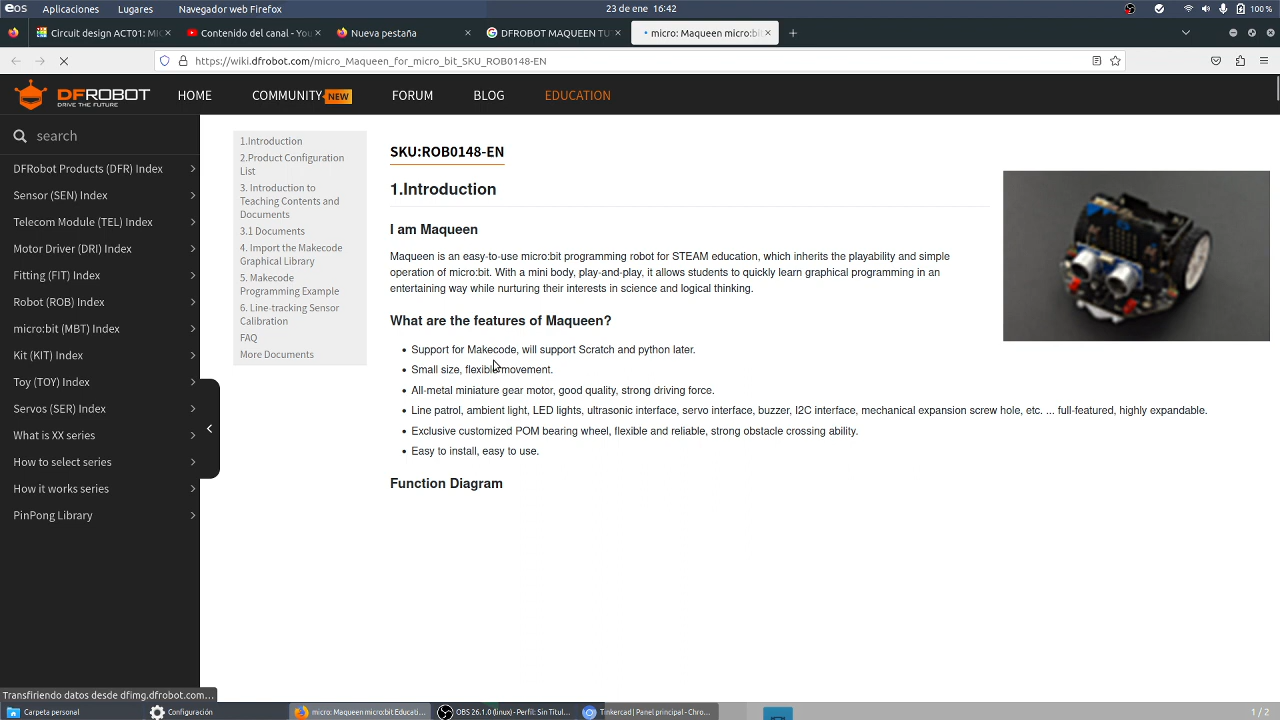 eos Aplicaciones Lugares Navegador web Firefox 23 de ene 16:42 100 %
Circuit design ACT01: MIC × Contenido del canal - You × Nueva pestaña × DFROBOT MAQUEEN TU × micro: Maqueen micro:bit × +
https://wiki.dfrobot.com/micro_Maqueen_for_micro_bit_SKU_ROB0148-EN
DFROBOT
DRIVE THE FUTURE
HOME COMMUNITY NEW FORUM BLOG EDUCATION
search
DFRobot Products (DFR) Index
Sensor (SEN) Index
Telecom Module (TEL) Index
Motor Driver (DRI) Index
Fitting (FIT) Index
Robot (ROB) Index
micro:bit (MBT) Index
Kit (KIT) Index
Toy (TOY) Index
Servos (SER) Index
What is XX series
How to select series
How it works series
PinPong Library
1.Introduction
2.Product Configuration
List
3. Introduction to
Teaching Contents and
Documents
3.1 Documents
4. Import the Makecode
Graphical Library
5. Makecode
Programming Example
6. Line-tracking Sensor
Calibration
FAQ
More Documents
SKU:ROB0148-EN
1.Introduction
I am Maqueen
Maqueen is an easy-to-use micro:bit programming robot for STEAM education, which inherits the playability and simple
operation of micro:bit. With a mini body, play-and-play, it allows students to quickly learn graphical programming in an
entertaining way while nurturing their interests in science and logical thinking.
What are the features of Maqueen?
• Support for Makecode, will support Scratch and python later.
• Small size, flexible movement.
• All-metal miniature gear motor, good quality, strong driving force.
• Line patrol, ambient light, LED lights, ultrasonic interface, servo interface, buzzer, I2C interface, mechanical expansion screw hole, etc. ... full-featured, highly expandable.
• Exclusive customized POM bearing wheel, flexible and reliable, strong obstacle crossing ability.
• Easy to install, easy to use.
Function Diagram
Transfiriendo datos desde dfimg.dfrobot.com...
Carpeta personal Configuración micro: Maqueen micro:bit Educati... OBS 26.1.0 (linux) - Perfil: Sin Títul... Tinkercad | Panel principal - Chro... 1 / 2